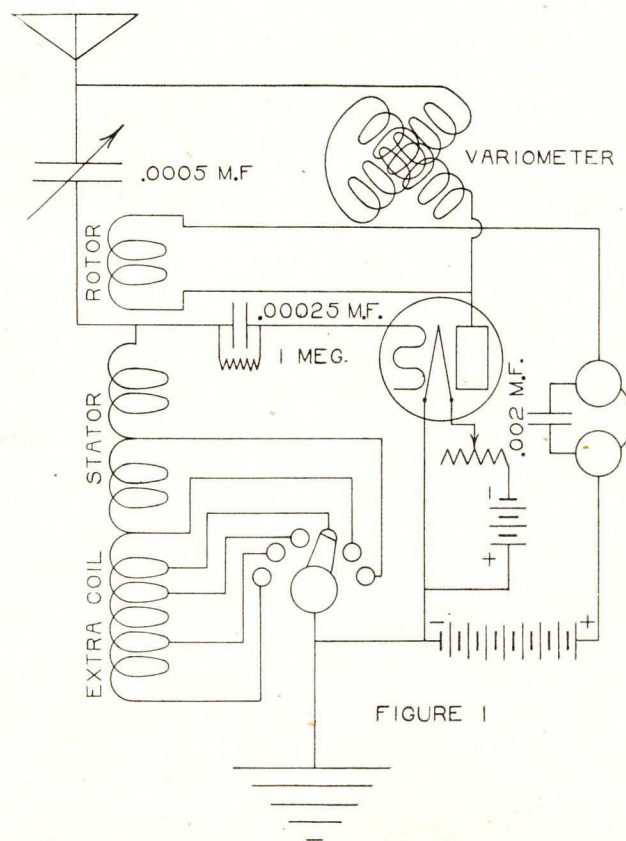 .0005 M.F
VARIOMETER
ROTOR
.00025 M.F.
1 MEG.
.002 M.F.
STATOR
-
+
EXTRA COIL
- +
FIGURE 1